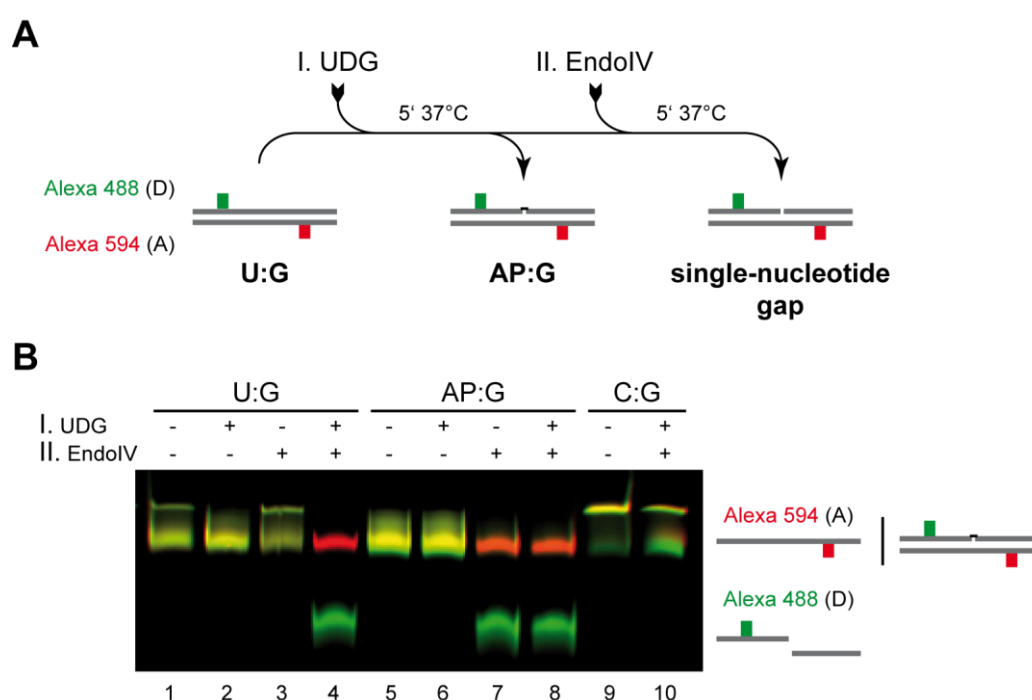 A
I. UDG
II. EndoIV
5‘ 37°C
5‘ 37°C
Alexa 488 (D)
Alexa 594 (A)
U:G
AP:G
single-nucleotide
gap
B
U:G
AP:G
C:G
I. UDG - + - + - + - + - +
II. EndoIV - - + + - - + + - +
Alexa 594 (A)
Alexa 488 (D)
1 2 3 4 5 6 7 8 9 10